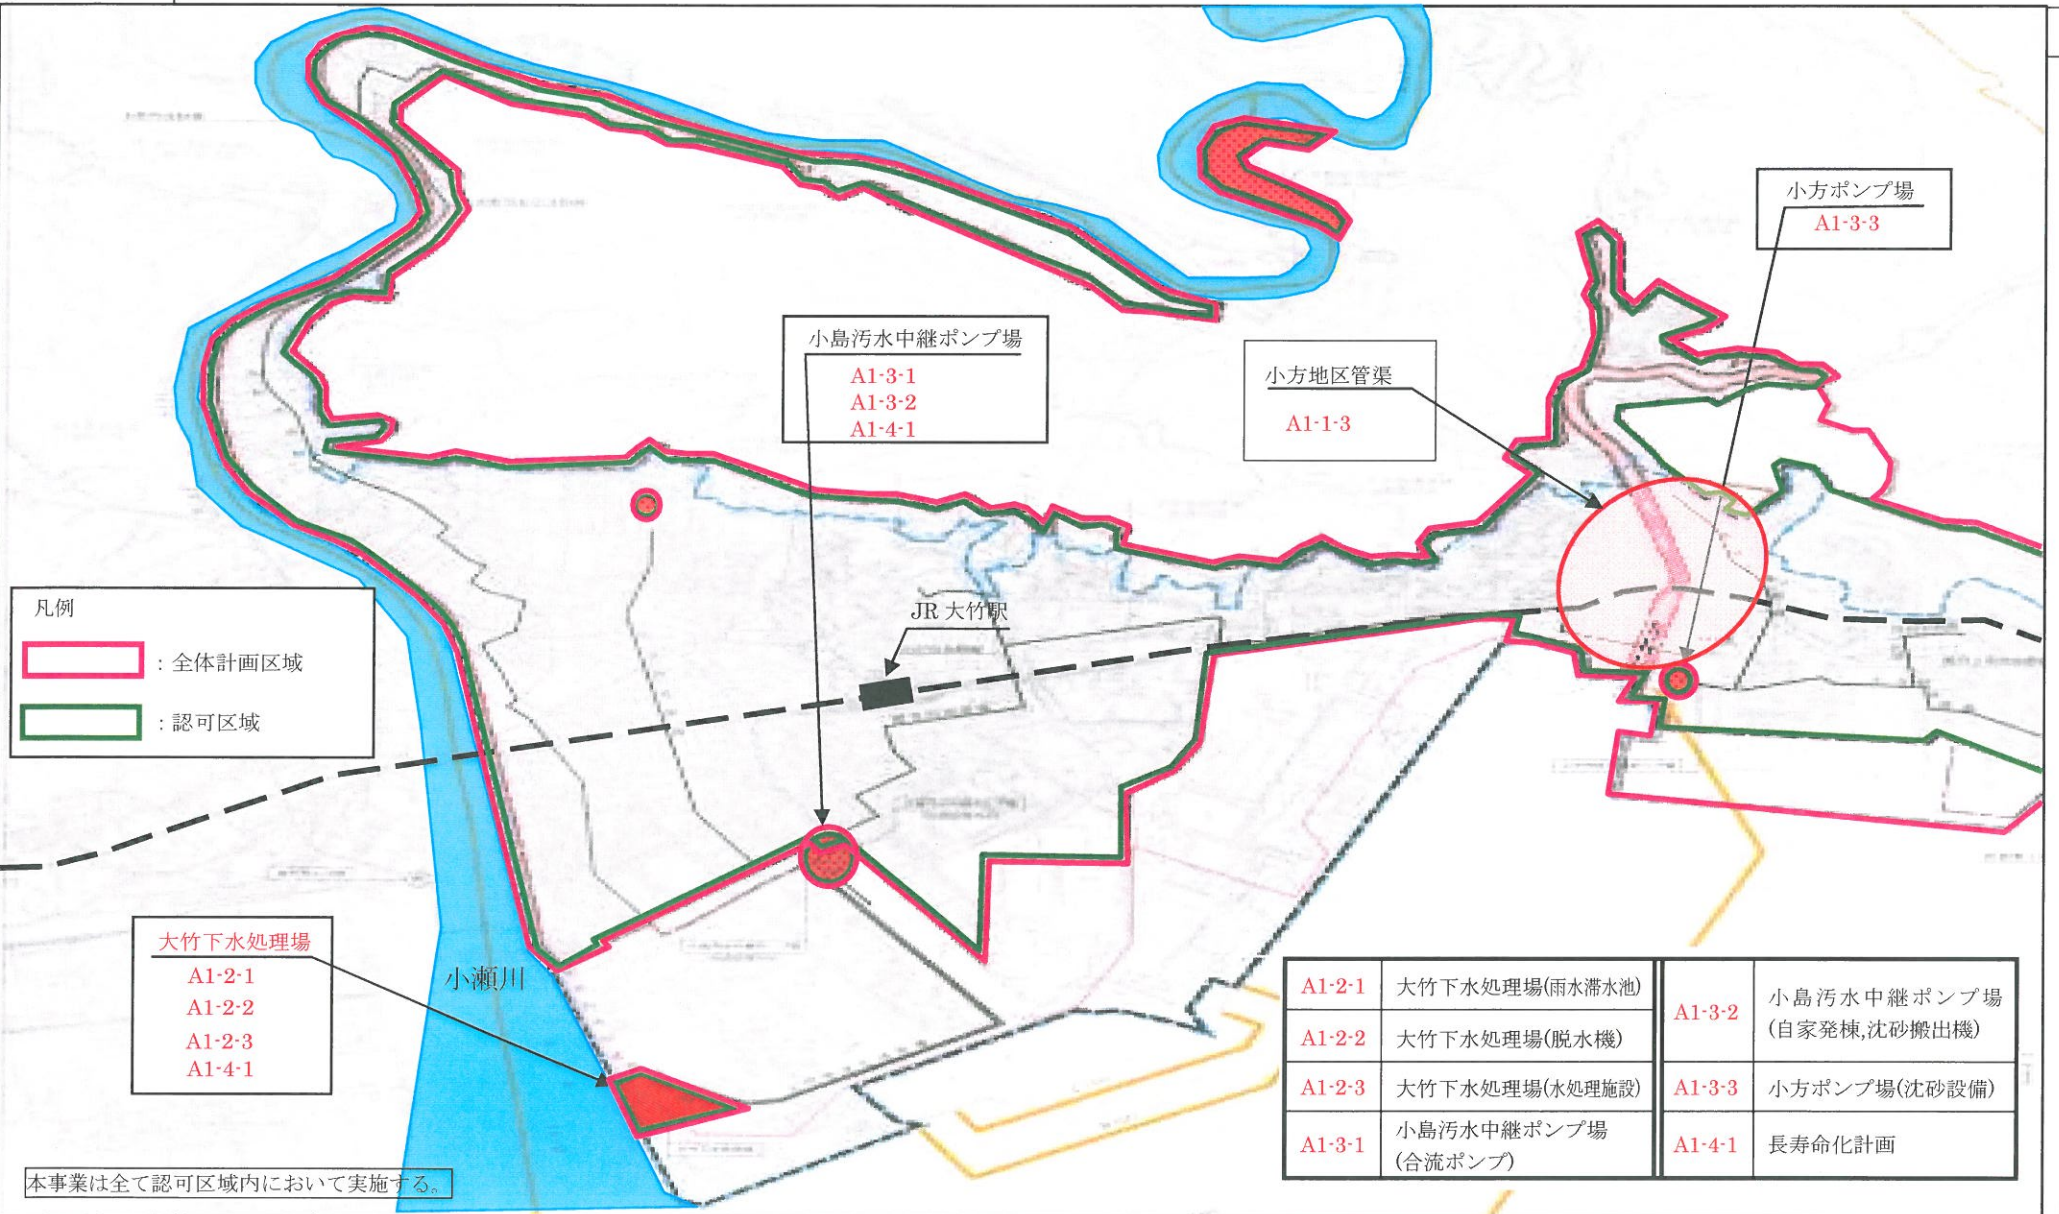 小方ポンプ場
A1-3-3
小島汚水中継ポンプ場
A1-3-1
A1-3-2
A1-4-1
小方地区管渠
A1-1-3
凡例
：全体計画区域
：認可区域
JR 大竹駅
大竹下水処理場
A1-2-1
A1-2-2
A1-2-3
A1-4-1
小瀬川
A1-2-1 大竹下水処理場(雨水滞水池)
A1-2-2 大竹下水処理場(脱水機)
A1-2-3 大竹下水処理場(水処理施設)
A1-3-1 小島汚水中継ポンプ場
(合流ポンプ)
A1-3-2 小島汚水中継ポンプ場
(自家発棟,沈砂搬出機)
A1-3-3 小方ポンプ場(沈砂設備)
A1-4-1 長寿命化計画
本事業は全て認可区域内において実施する。